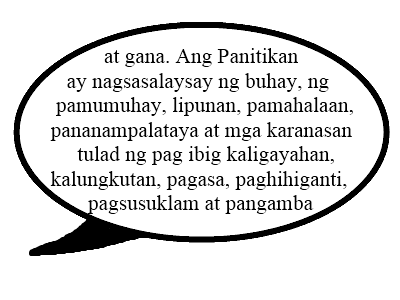 at gana. Ang Panitikan
ay nagsasalaysay ng buhay, ng
pamumuhay, lipunan, pamahalaan,
pananampalataya at mga karanasan
tulad ng pag ibig kaligayahan,
kalungkutan, pagasa, paghihiganti,
pagsusuklam at pangamba